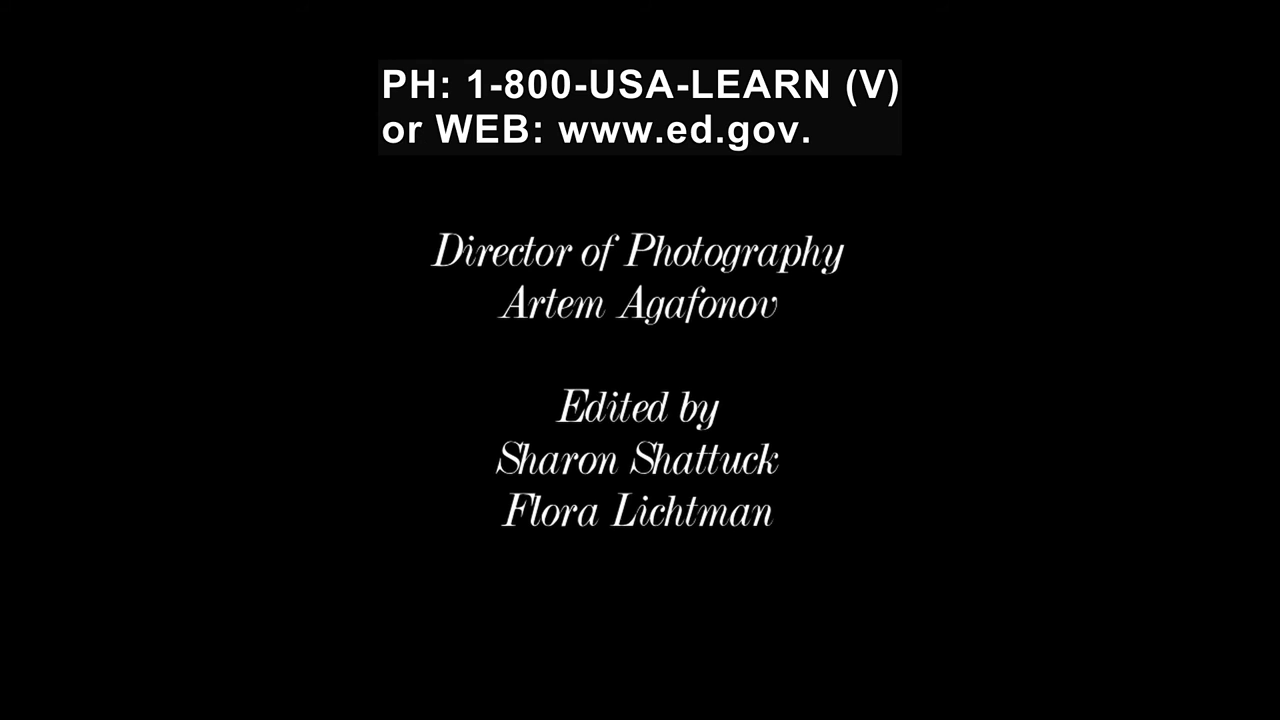 PH: 1-800-USA-LEARN (V)
or WEB: www.ed.gov.
Director of Photography
Artem Agafonov
Edited by
Sharon Shattuck
Flora Lichtman